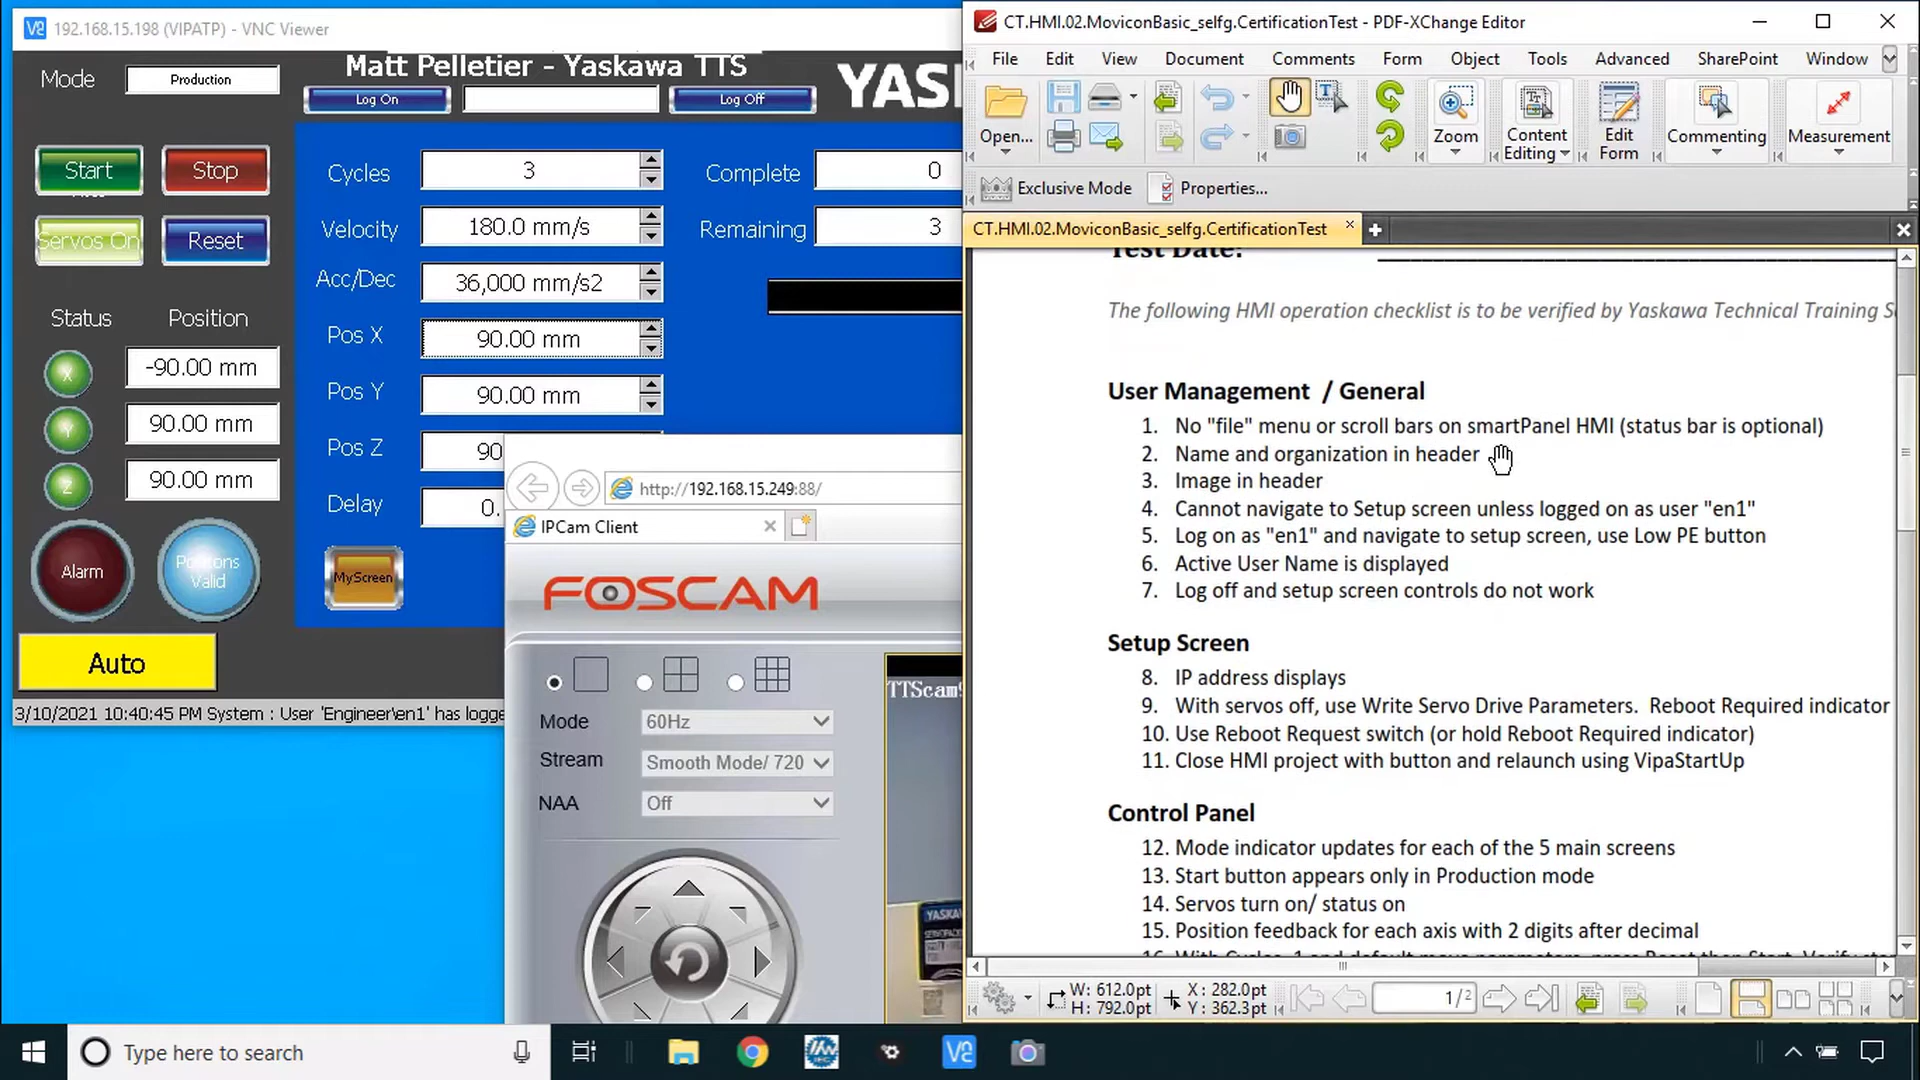 192.168.15.198 (VIPATP) - VNC Viewer
Mode
Production
Matt Pelletier - Yaskawa TTS
Log On
Log Off
YAS
Start
Stop
Servos On
Reset
Status
Position
X
-90.00 mm
Y
90.00 mm
Z
90.00 mm
Alarm
Valid
Auto
Cycles
3
Complete
0
Velocity
180.0 mm/s
Remaining
3
Acc/Dec
36,000 mm/s2
Pos X
90.00 mm
Pos Y
90.00 mm
Pos Z
90
Delay
0.
MyScreen
3/10/2021 10:40:45 PM System : User 'Engineer\en1' has logge
http://192.168.15.249:88/
IPCam Client
FOSCAM
Mode
60Hz
Stream
Smooth Mode/ 720
NAA
Off
YASKAW
CT.HMI.02.MoviconBasic_selfg.CertificationTest - PDF-XChange Editor
File Edit View Document Comments Form Object Tools Advanced SharePoint Window
Open...
Zoom
Content Editing
Edit Form
Commenting
Measurement
Exclusive Mode
Properties...
CT.HMI.02.MoviconBasic_selfg.CertificationTest
Test Date:
The following HMI operation checklist is to be verified by Yaskawa Technical Training S
User Management / General
1. No "file" menu or scroll bars on smartPanel HMI (status bar is optional)
2. Name and organization in header
3. Image in header
4. Cannot navigate to Setup screen unless logged on as user "en1"
5. Log on as "en1" and navigate to setup screen, use Low PE button
6. Active User Name is displayed
7. Log off and setup screen controls do not work
Setup Screen
8. IP address displays
9. With servos off, use Write Servo Drive Parameters. Reboot Required indicator
10. Use Reboot Request switch (or hold Reboot Required indicator)
11. Close HMI project with button and relaunch using VipaStartUp
Control Panel
12. Mode indicator updates for each of the 5 main screens
13. Start button appears only in Production mode
14. Servos turn on/ status on
15. Position feedback for each axis with 2 digits after decimal
W: 612.0pt
H: 792.0pt
X: 282.0pt
Y: 362.3pt
1/2
Type here to search